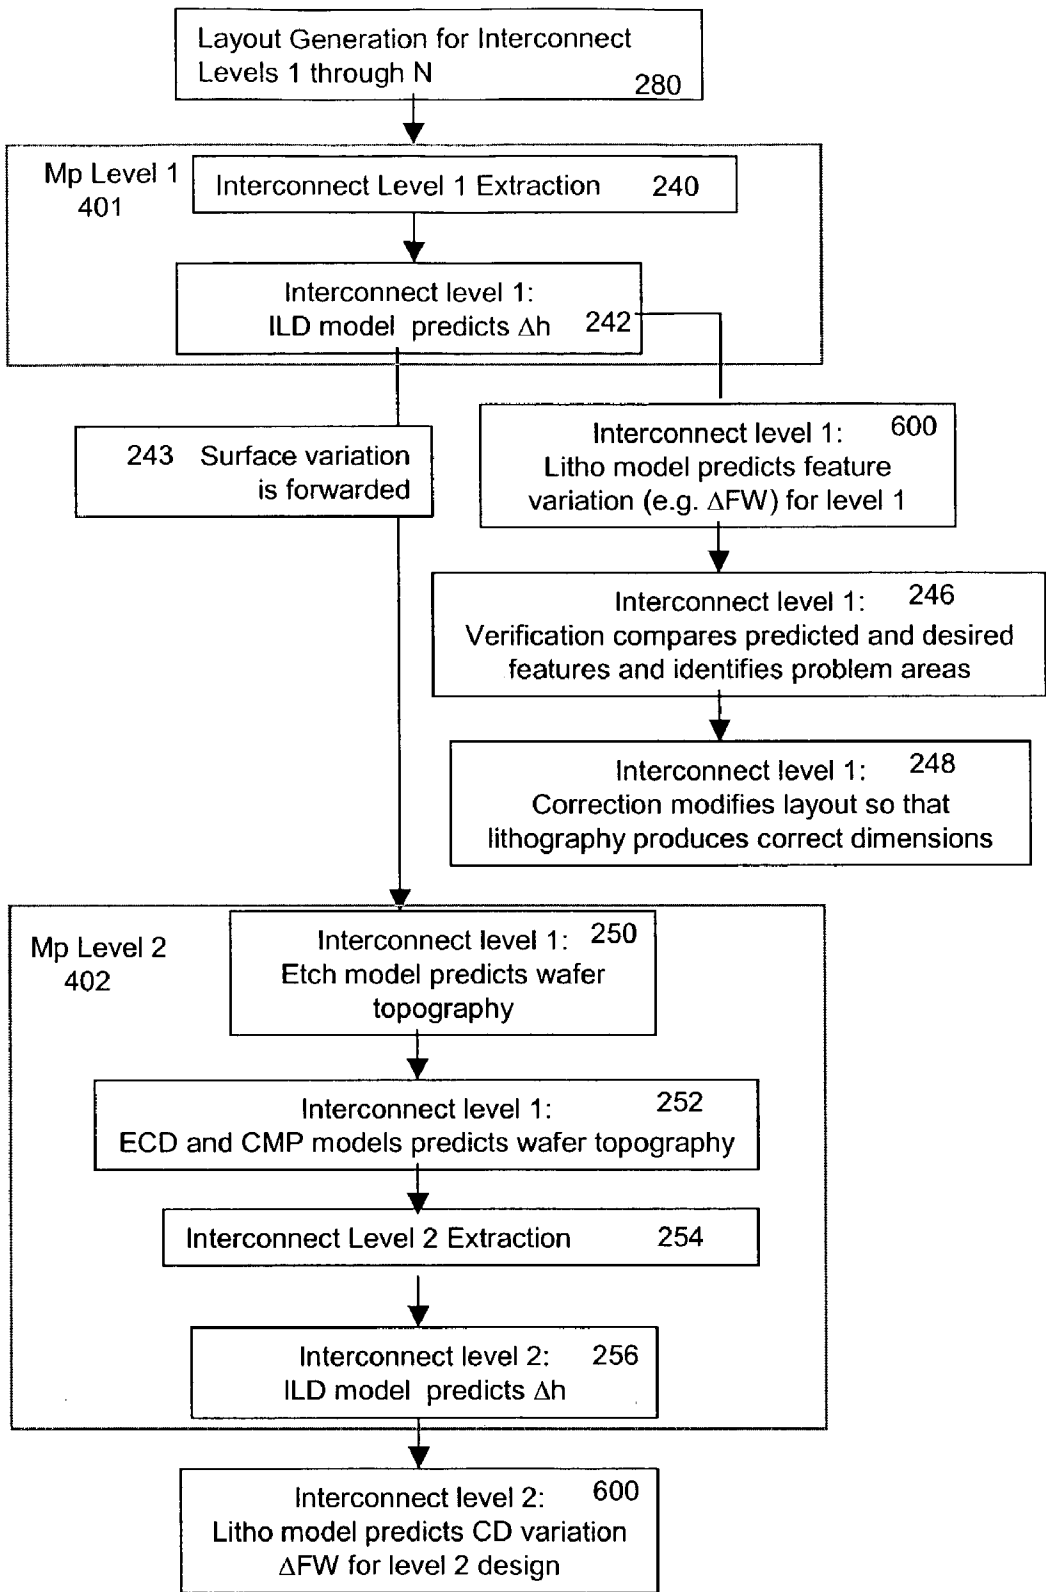 Layout Generation for Interconnect
Levels 1 through N
280
Mp Level 1
401
Interconnect Level 1 Extraction 240
Interconnect level 1:
ILD model predicts Δh 242
243 Surface variation
is forwarded
Interconnect level 1: 600
Litho model predicts feature
variation (e.g. ΔFW) for level 1
Interconnect level 1: 246
Verification compares predicted and desired
features and identifies problem areas
Interconnect level 1: 248
Correction modifies layout so that
lithography produces correct dimensions
Mp Level 2
402
Interconnect level 1: 250
Etch model predicts wafer
topography
Interconnect level 1: 252
ECD and CMP models predicts wafer topography
Interconnect Level 2 Extraction 254
Interconnect level 2: 256
ILD model predicts Δh
Interconnect level 2: 600
Litho model predicts CD variation
ΔFW for level 2 design